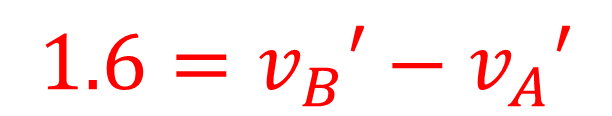 1.6 = v_B′ − v_A′